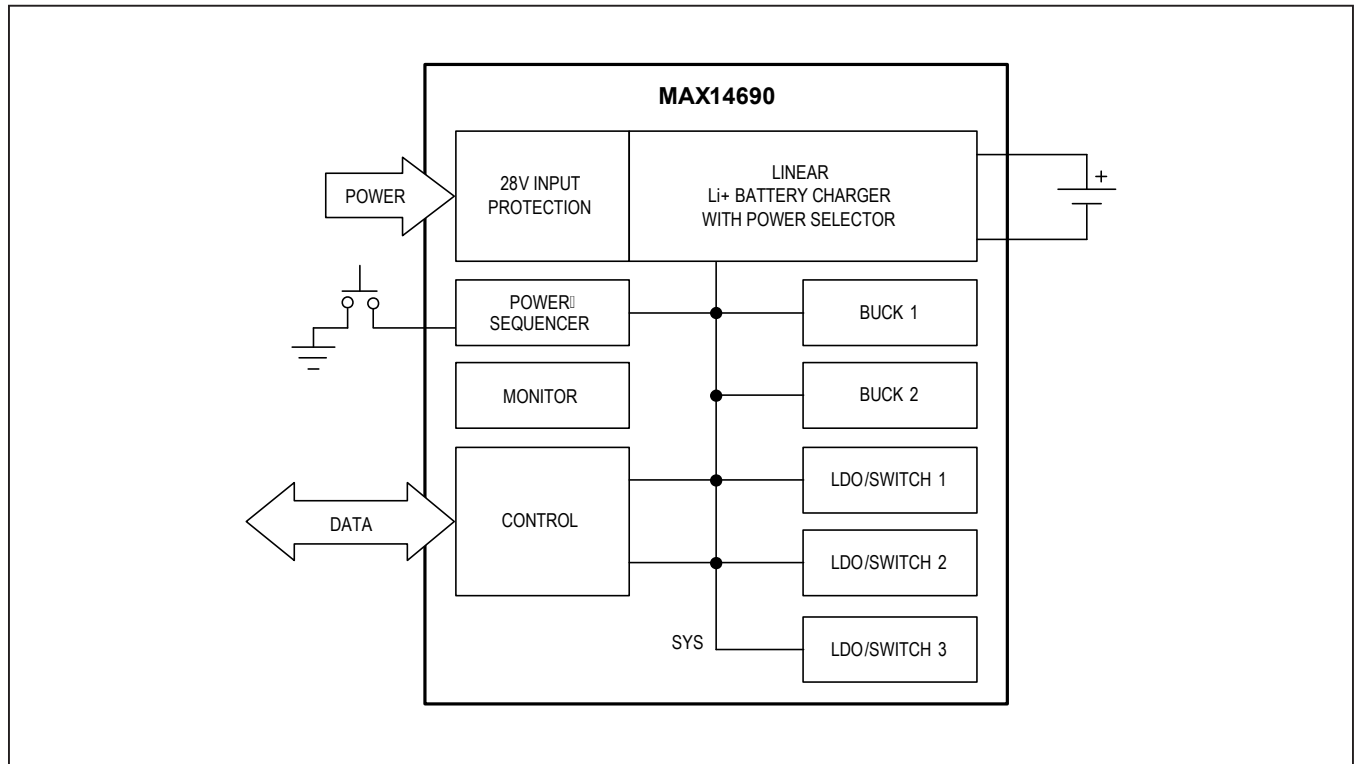 MAX14690
POWER
28V INPUT
PROTECTION
LINEAR
Li+ BATTERY CHARGER
WITH POWER SELECTOR
+
POWER▯
SEQUENCER
BUCK 1
MONITOR
BUCK 2
DATA
CONTROL
LDO/SWITCH 1
LDO/SWITCH 2
SYS
LDO/SWITCH 3